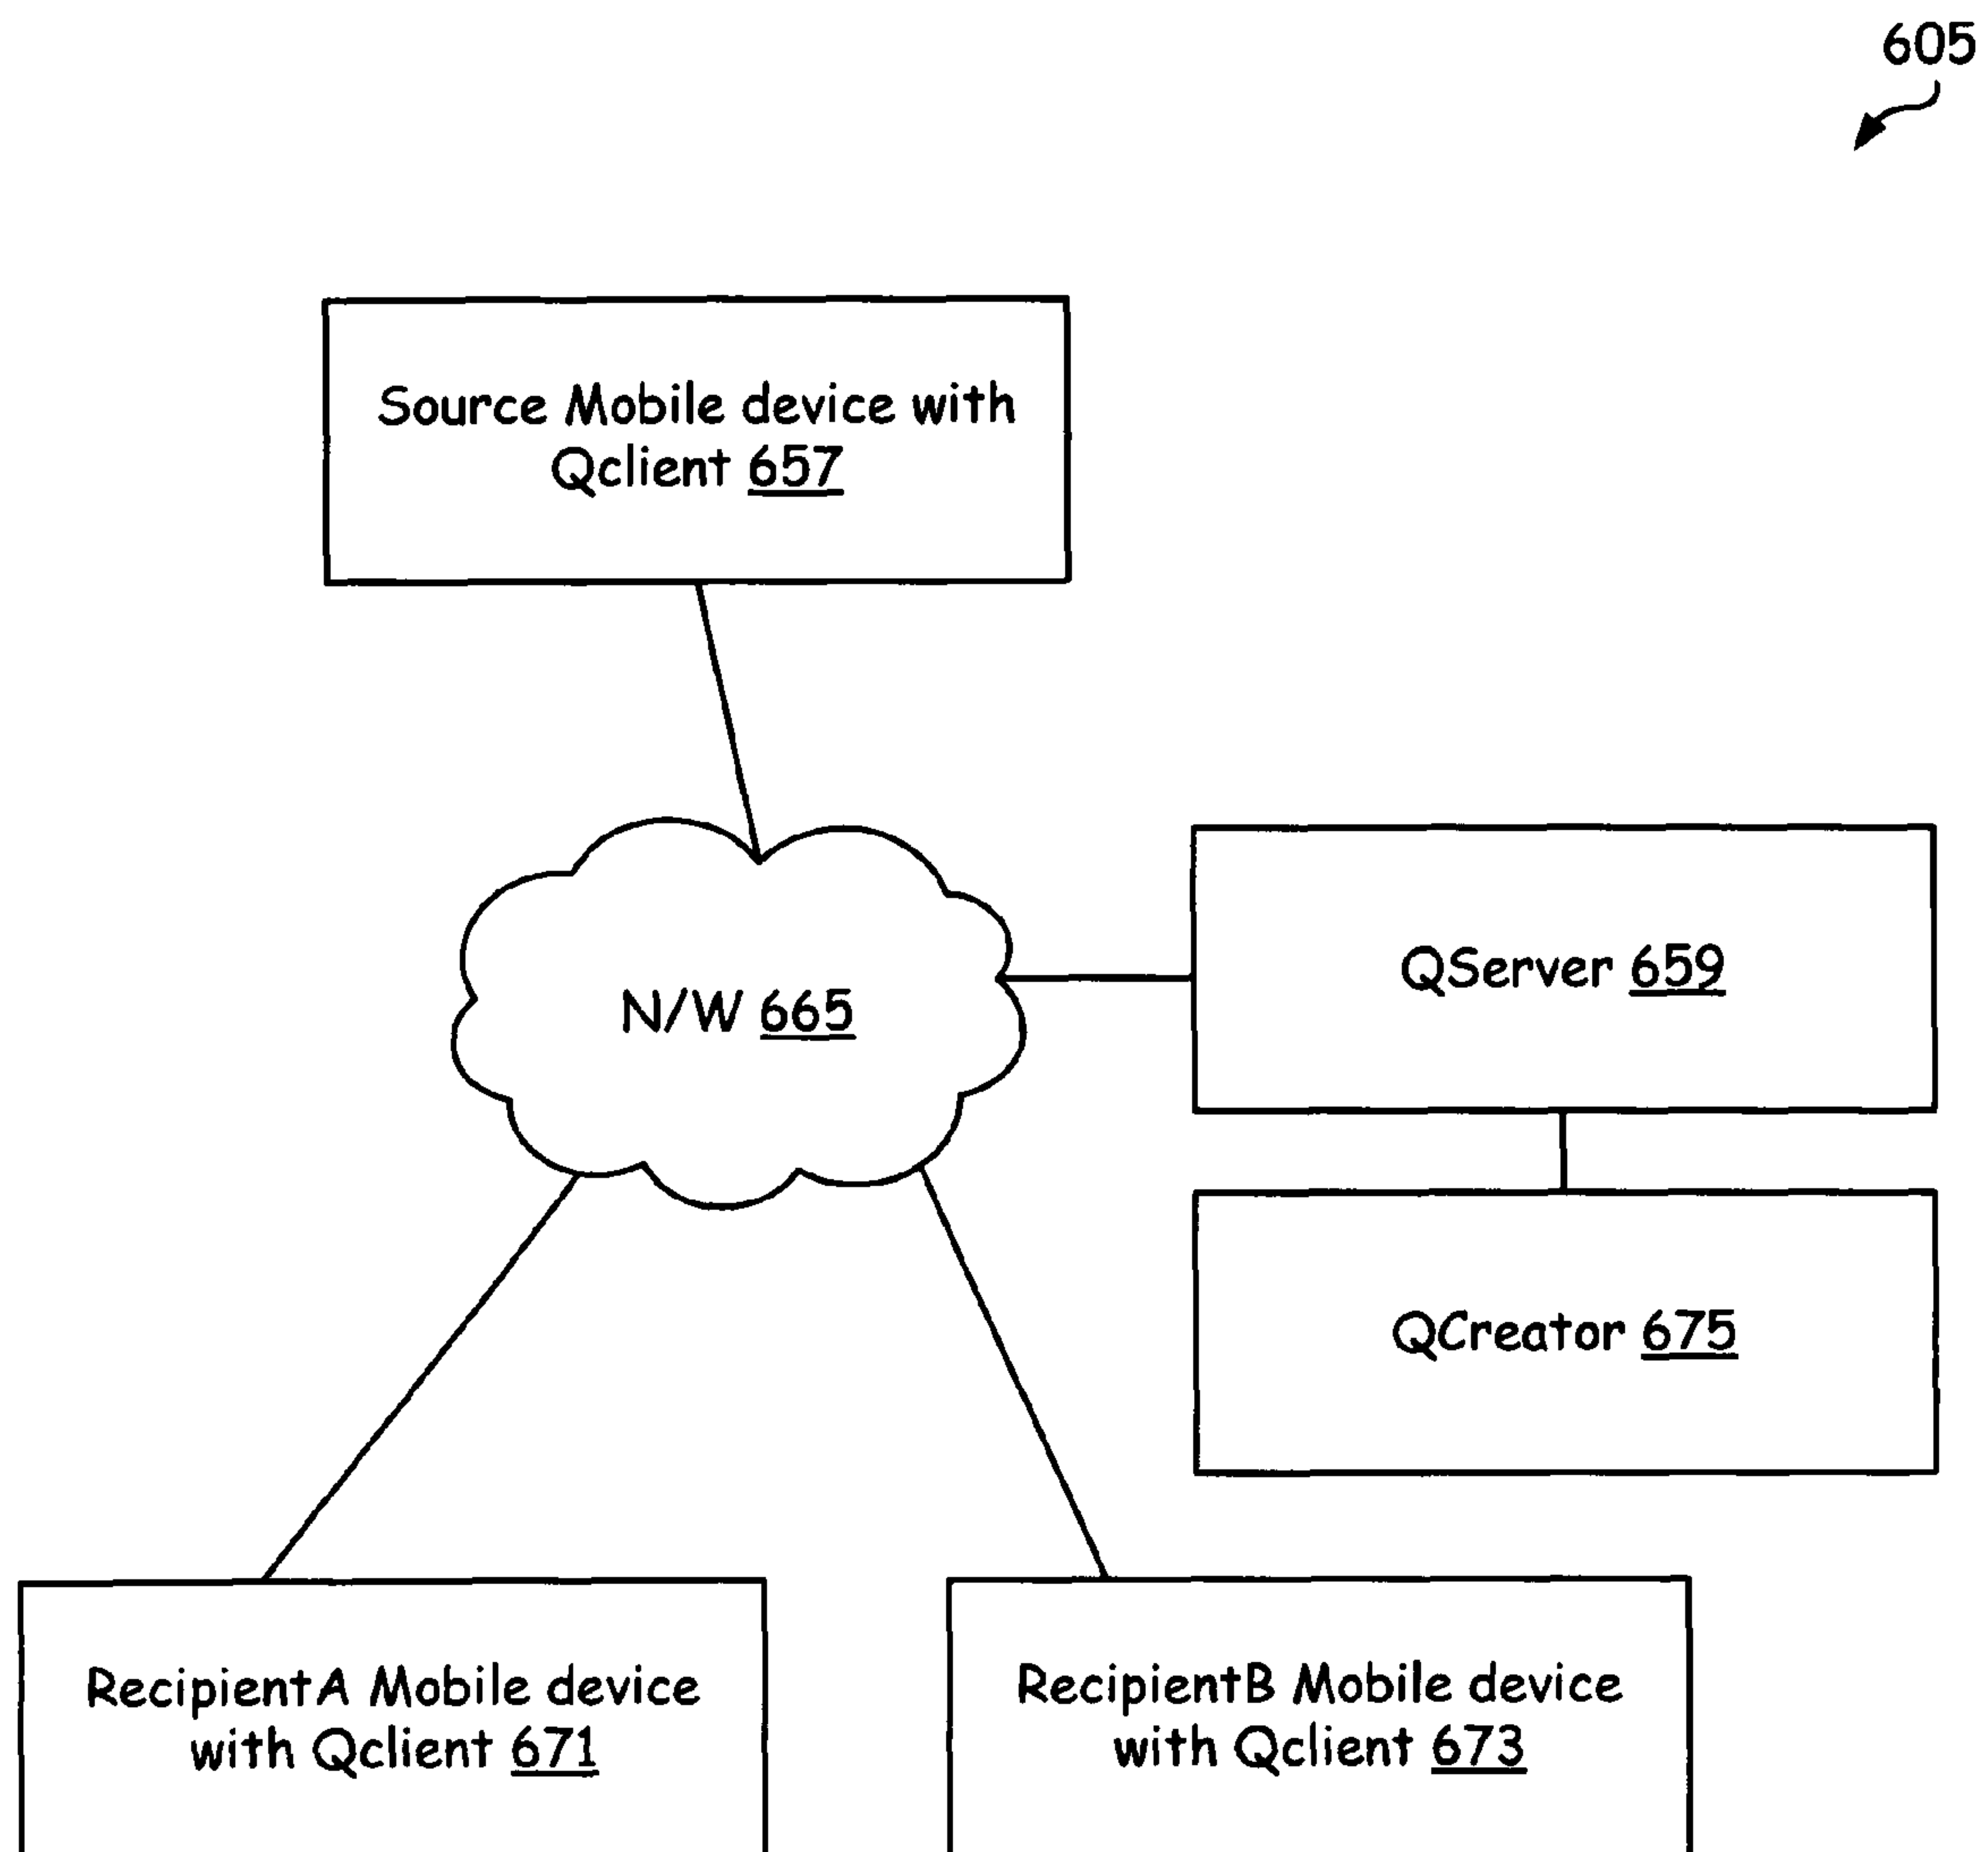 605
Source Mobile device with
Qclient 657
N/W 665
QServer 659
QCreator 675
RecipientA Mobile device
with Qclient 671
RecipientB Mobile device
with Qclient 673